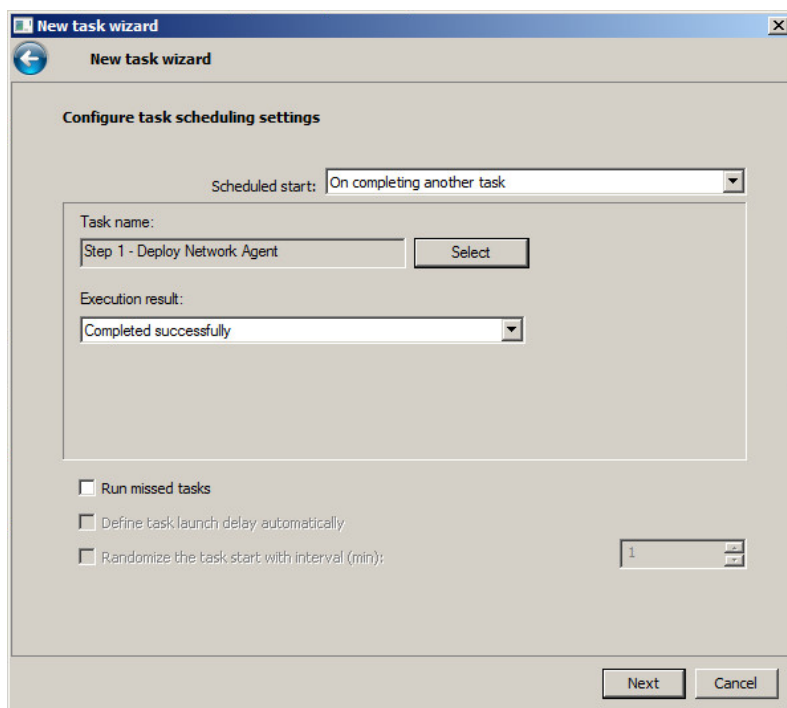 New task wizard
New task wizard
Configure task scheduling settings
Scheduled start: On completing another task
Task name:
Step 1 - Deploy Network Agent Select
Execution result:
Completed successfully
Run missed tasks
Define task launch delay automatically
Randomize the task start with interval (min): 1
Next Cancel